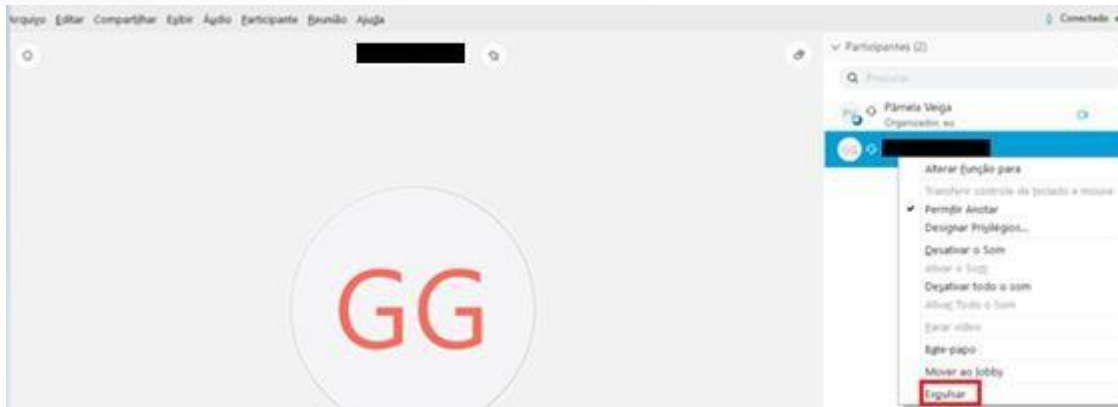 Arquivo Editar Compartilhar Exibir Áudio Participante Reunião Ajuda
Conectado
Participantes (2)
Procurar
Pâmela Veiga
Organizador, eu
GG
Alterar Função para
Transferir controle de teclado e mouse
Permitir Anotar
Designar Privilégios...
Desativar o Som
Ativar o Som
Desativar todo o som
Ativar Todo o Som
Parar vídeo
Bate-papo
Mover ao lobby
Expulsar
GG